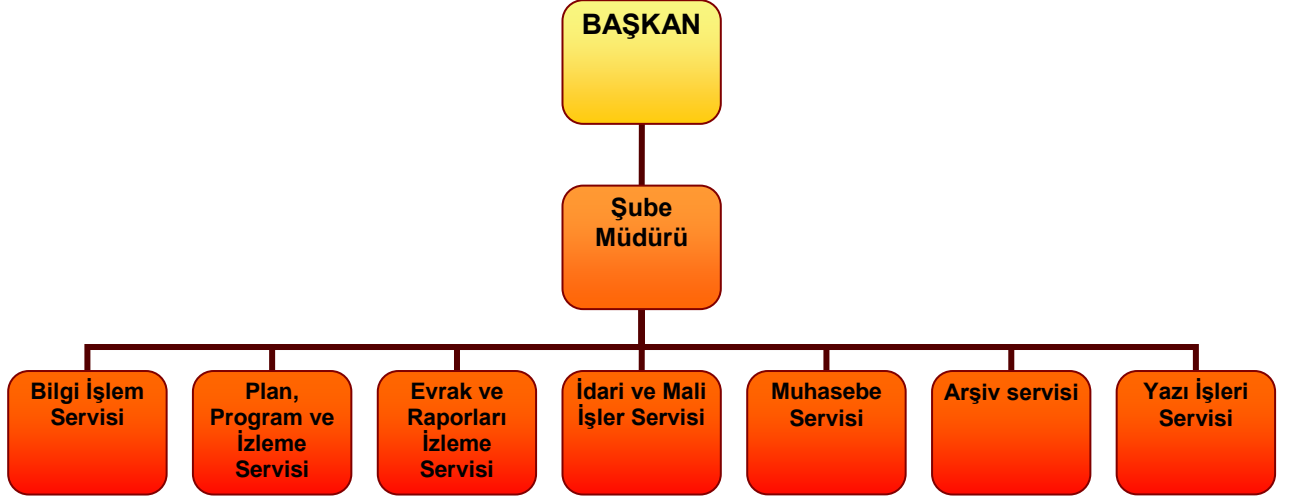 BAŞKAN
Şube
Müdürü
Bilgi İşlem
Servisi
Plan,
Program ve
İzleme
Servisi
Evrak ve
Raporları
İzleme
Servisi
İdari ve Mali
İşler Servisi
Muhasebe
Servisi
Arşiv servisi
Yazı İşleri
Servisi